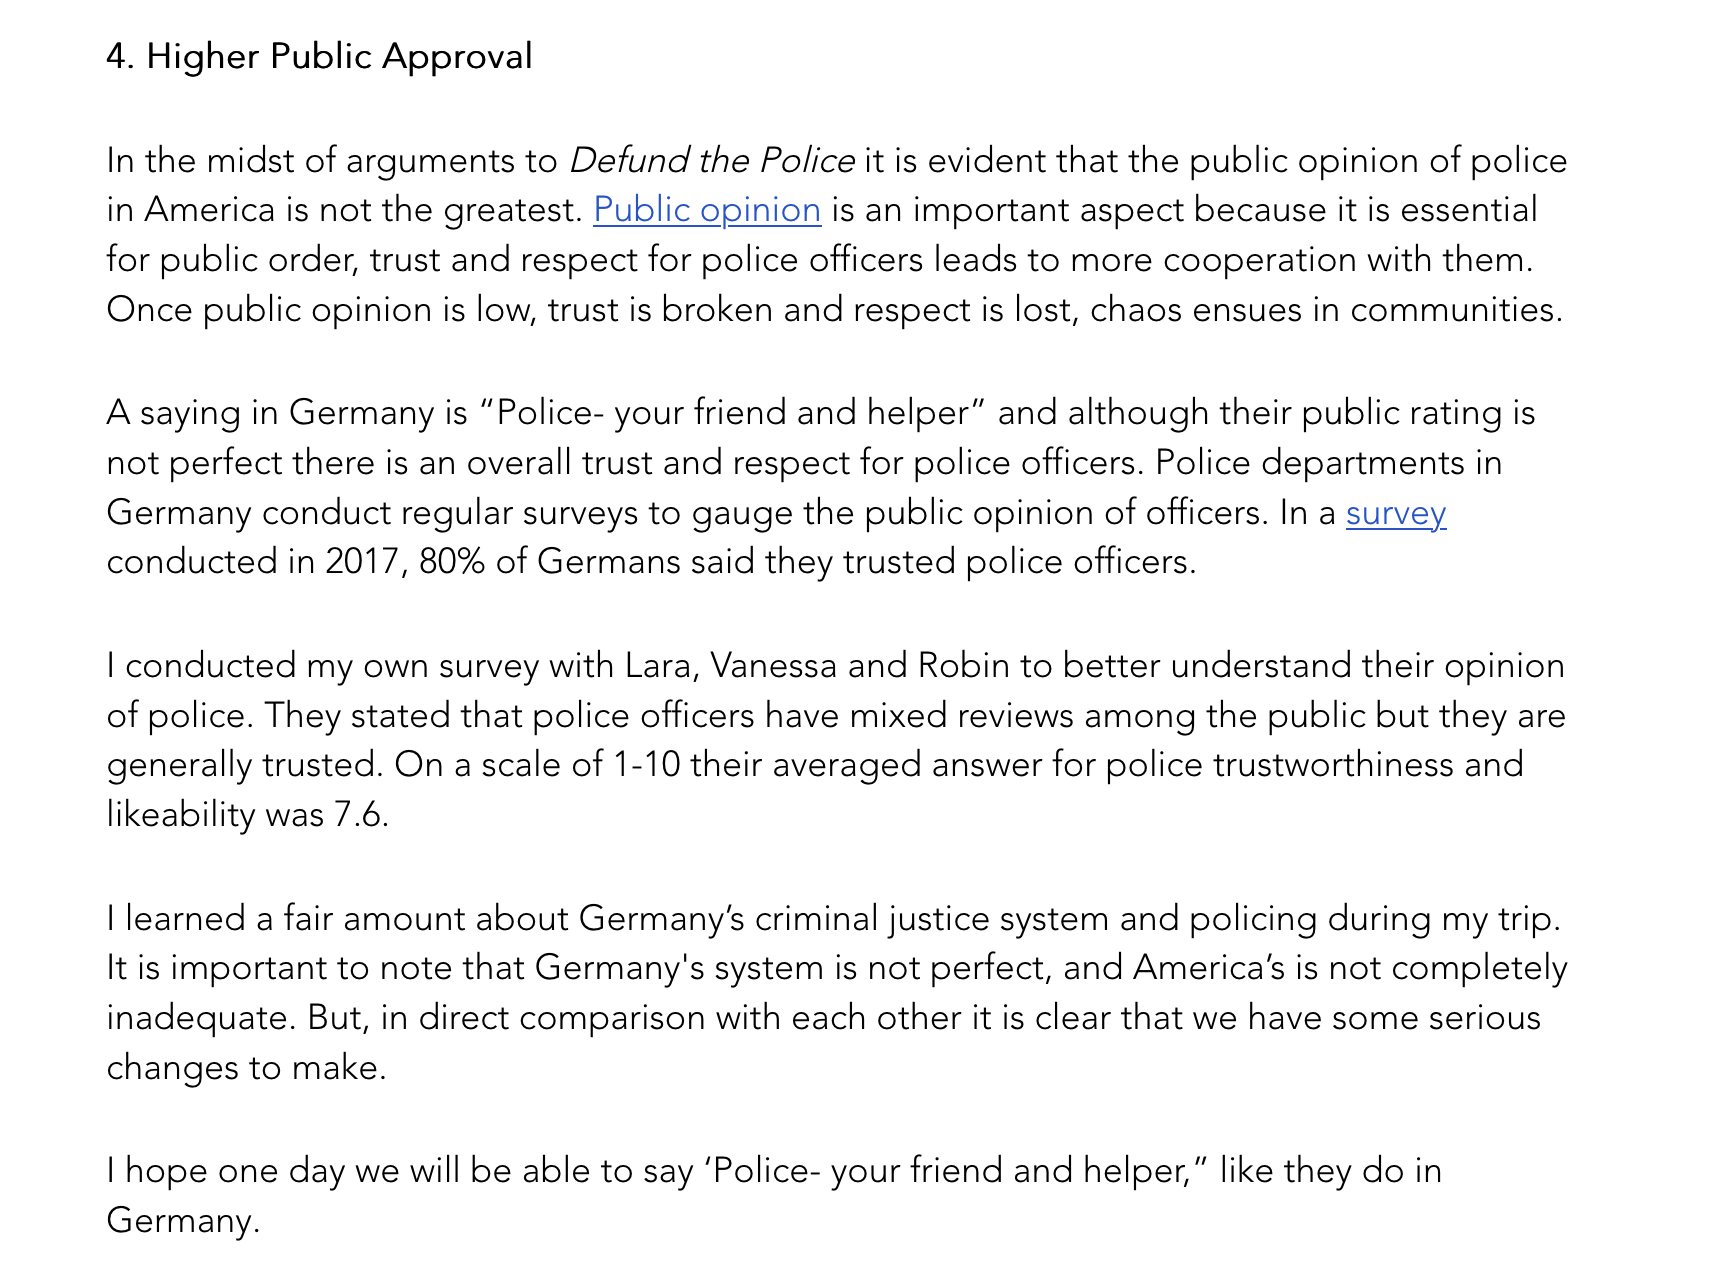 4. Higher Public Approval
In the midst of arguments to Defund the Police it is evident that the public opinion of police
in America is not the greatest. Public opinion is an important aspect because it is essential
for public order, trust and respect for police officers leads to more cooperation with them.
Once public opinion is low, trust is broken and respect is lost, chaos ensues in communities.
A saying in Germany is “Police- your friend and helper” and although their public rating is
not perfect there is an overall trust and respect for police officers. Police departments in
Germany conduct regular surveys to gauge the public opinion of officers. In a survey
conducted in 2017, 80% of Germans said they trusted police officers.
I conducted my own survey with Lara, Vanessa and Robin to better understand their opinion
of police. They stated that police officers have mixed reviews among the public but they are
generally trusted. On a scale of 1-10 their averaged answer for police trustworthiness and
likeability was 7.6.
I learned a fair amount about Germany’s criminal justice system and policing during my trip.
It is important to note that Germany's system is not perfect, and America’s is not completely
inadequate. But, in direct comparison with each other it is clear that we have some serious
changes to make.
I hope one day we will be able to say ‘Police- your friend and helper,” like they do in
Germany.